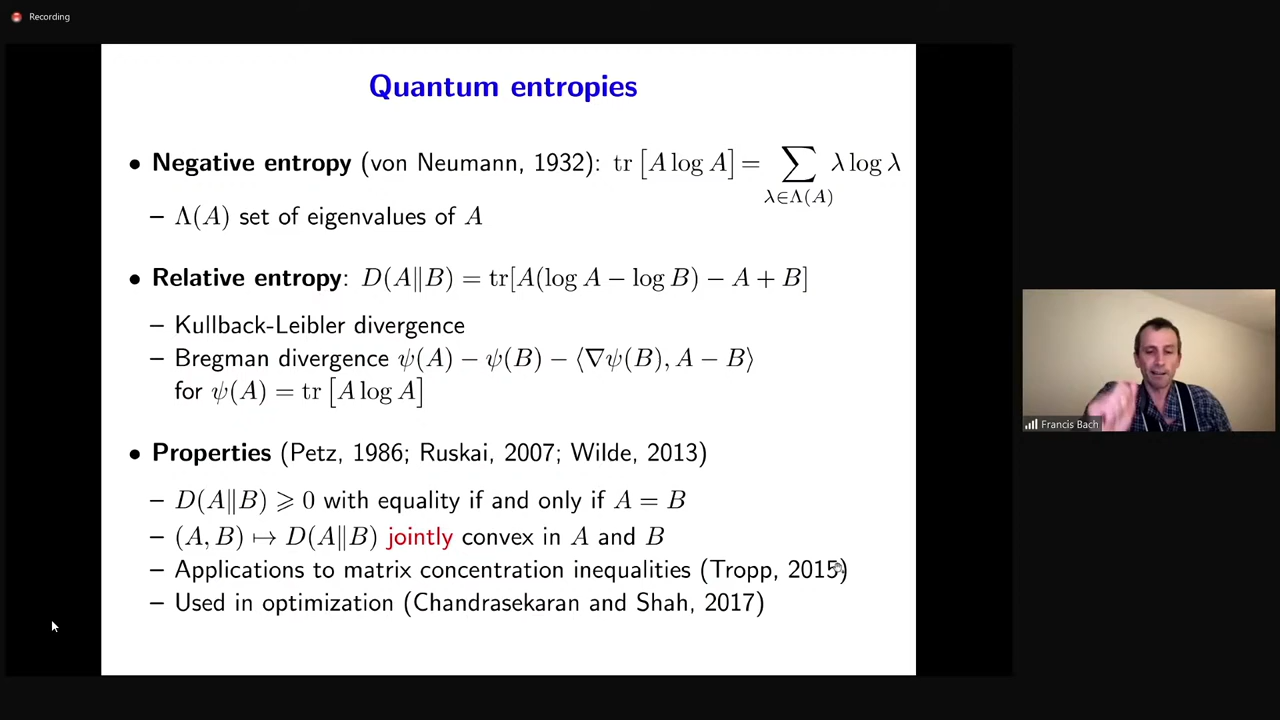 Recording
Quantum entropies
• Negative entropy (von Neumann, 1932): tr [A log A] = ∑ λ log λ
λ∈Λ(A)
– Λ(A) set of eigenvalues of A
• Relative entropy: D(A‖B) = tr[A(log A − log B) − A + B]
– Kullback-Leibler divergence
– Bregman divergence ψ(A) − ψ(B) − ⟨∇ψ(B), A − B⟩
for ψ(A) = tr [A log A]
• Properties (Petz, 1986; Ruskai, 2007; Wilde, 2013)
– D(A‖B) ⩾ 0 with equality if and only if A = B
– (A, B) ↦ D(A‖B) jointly convex in A and B
– Applications to matrix concentration inequalities (Tropp, 2015)
– Used in optimization (Chandrasekaran and Shah, 2017)
Francis Bach